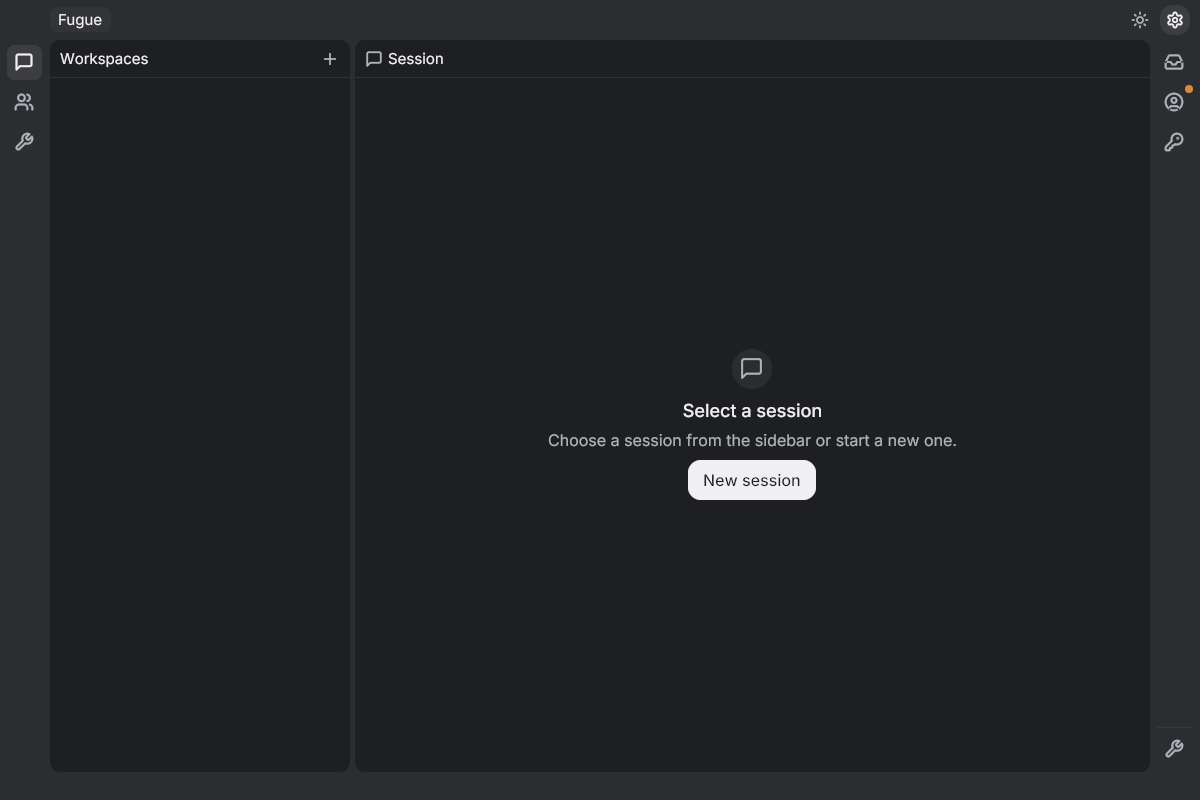 Fugue
Workspaces
Session
Select a session
Choose a session from the sidebar or start a new one.
New session